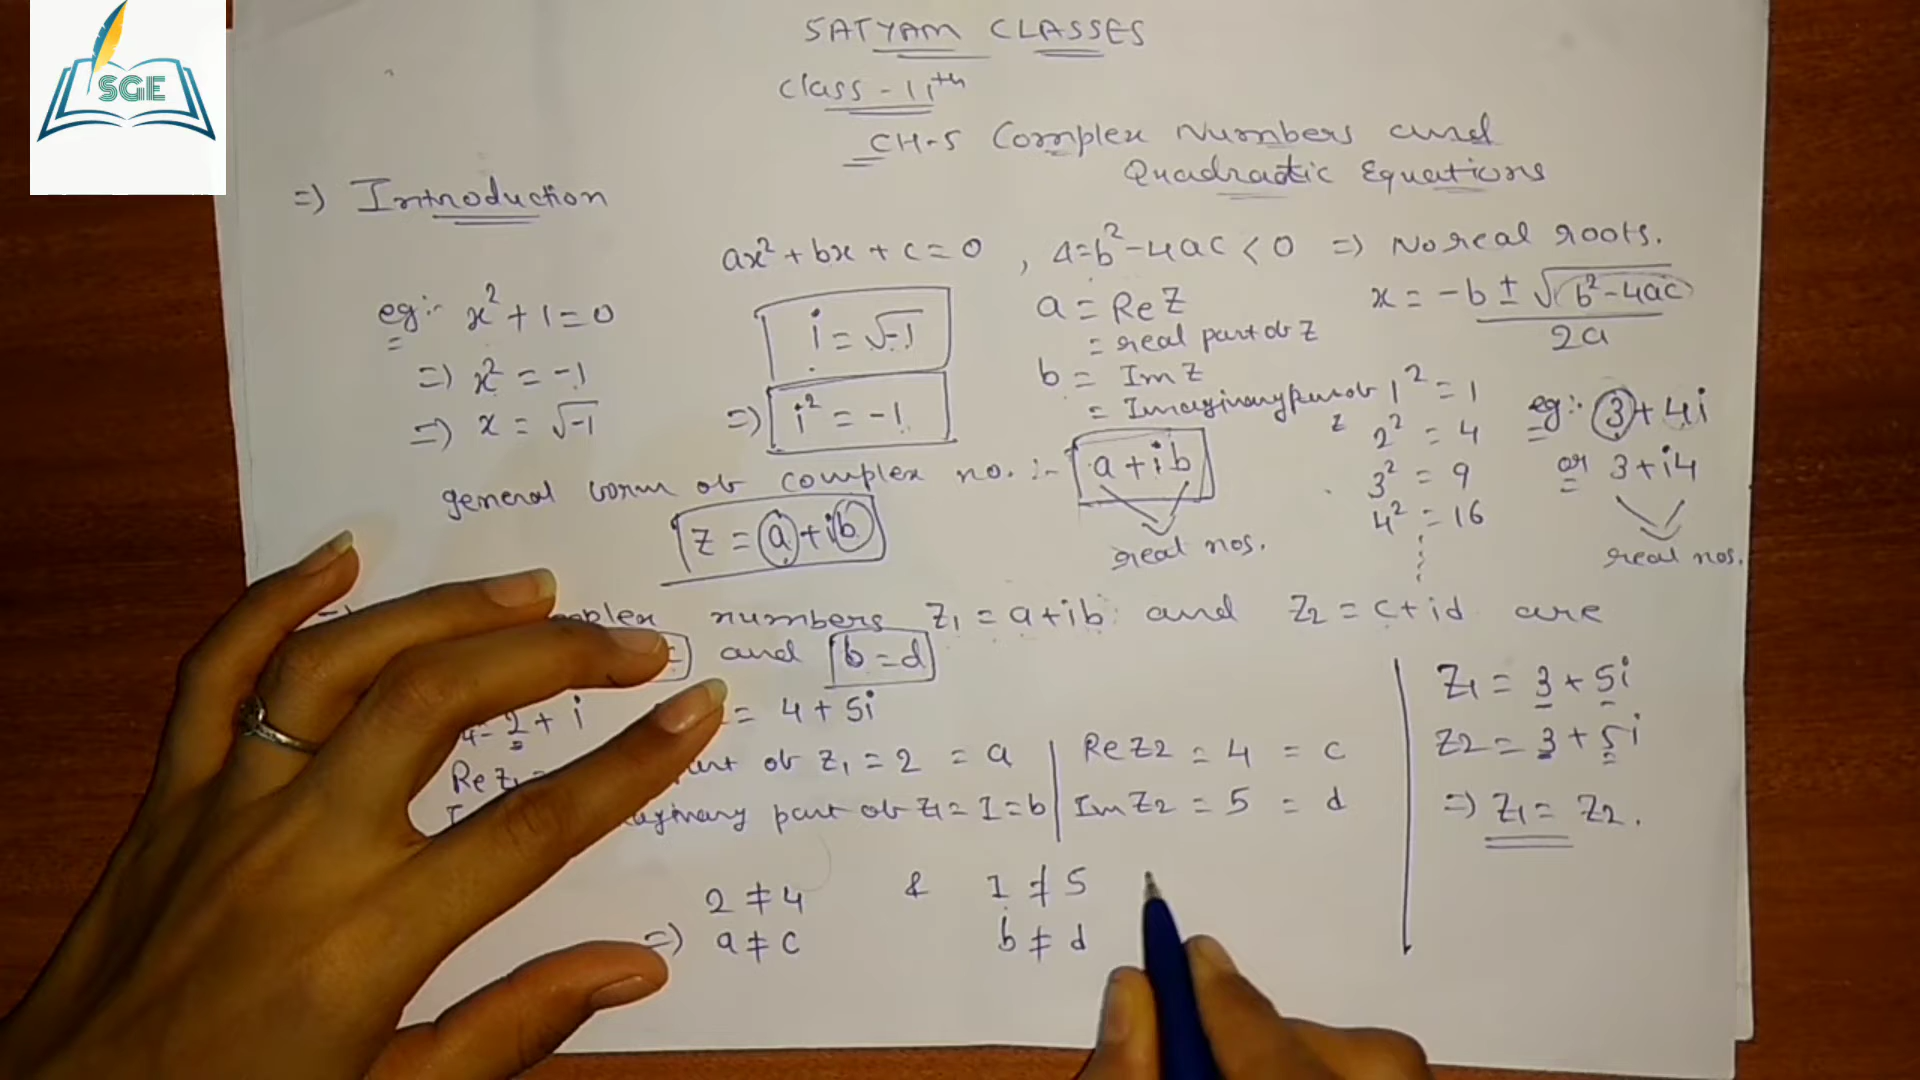 SGE
SATYAM CLASSES
Class - 11th
CH-5 Complex Numbers and
Quadratic Equations
=> Introduction
ax² + bx + c = 0 , Δ=b²-4ac < 0 => No real roots.
eg:- x² + 1 = 0
=> x² = -1
=> x = √-1
i = √-1
=> i² = -1
a = Re Z
= real part of Z
b = Im Z
= Imaginary part of
Z
x = -b ± √(b²-4ac)
2a
1² = 1
2² = 4
3² = 9
4² = 16
eg:- 3 + 4i
or 3 + i4
real nos.
general form of complex no. :- a + ib
real nos.
Z = a + ib
numbers Z1 = a + ib and Z2 = c + id are
and b = d
2 + i = 4 + 5i
Re Z1 of Z1 = 2 = a
imaginary part of Z1 = 1 = b
Re Z2 = 4 = c
Im Z2 = 5 = d
Z1 = 3 + 5i
Z2 = 3 + 5i
=> Z1 = Z2.
2 ≠ 4 & 1 ≠ 5
=> a ≠ c b ≠ d